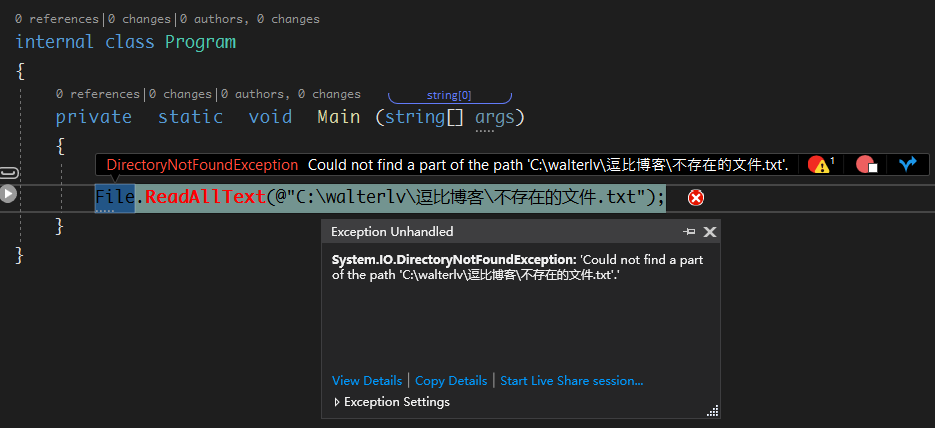 0 references|0 changes|0 authors, 0 changes
internal class Program
{
0 references|0 changes|0 authors, 0 changes
string[0]
private static void Main (string[] args)
{
DirectoryNotFoundException Could not find a part of the path 'C:\walterlv\逗比博客\不存在的文件.txt'.
1
File.ReadAllText(@"C:\walterlv\逗比博客\不存在的文件.txt");
}
}
Exception Unhandled
System.IO.DirectoryNotFoundException: 'Could not find a part
of the path 'C:\walterlv\逗比博客\不存在的文件.txt'.'
View Details | Copy Details | Start Live Share session...
Exception Settings